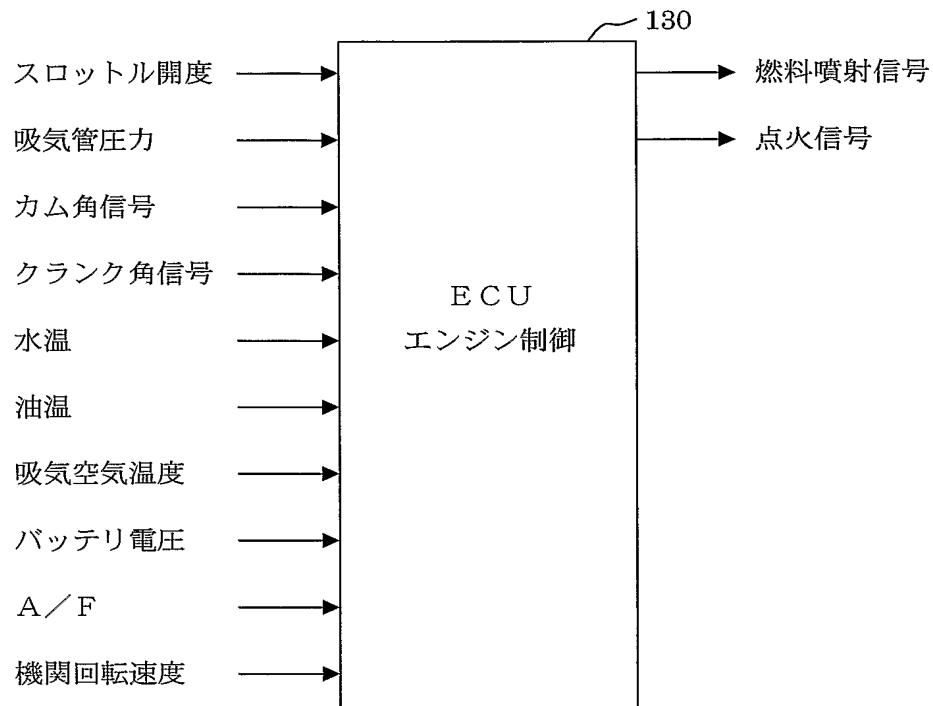 130
スロットル開度
吸気管圧力
カム角信号
クランク角信号
水温
油温
吸気空気温度
バッテリ電圧
A／F
機関回転速度
ECU
エンジン制御
燃料噴射信号
点火信号